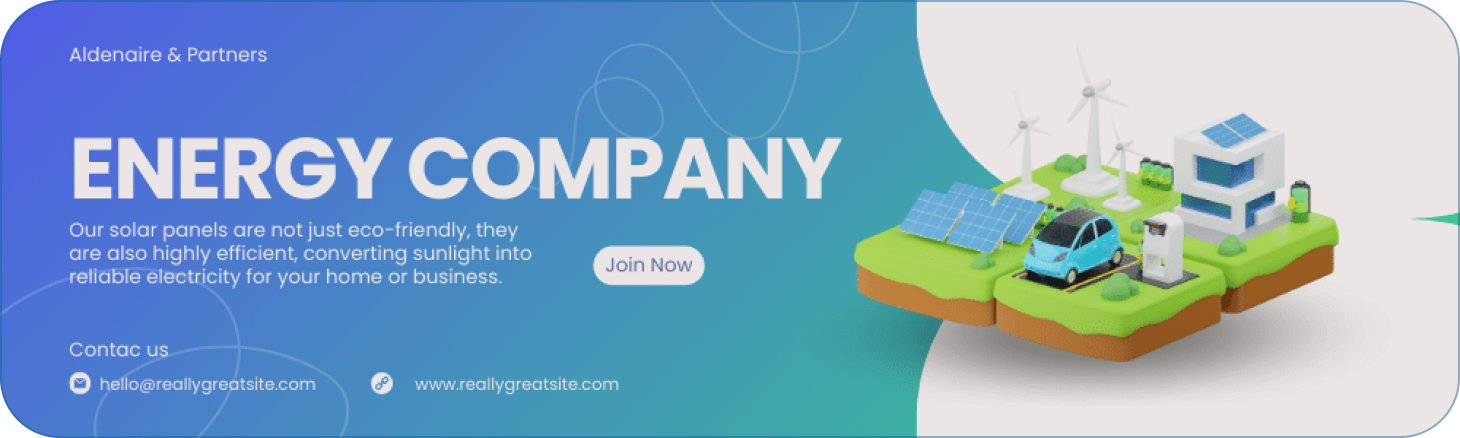 Aldenaire & Partners
ENERGY COMPANY
Our solar panels are not just eco-friendly, they
are also highly efficient, converting sunlight into
reliable electricity for your home or business.
Join Now
Contac us
hello@reallygreatsite.com
www.reallygreatsite.com